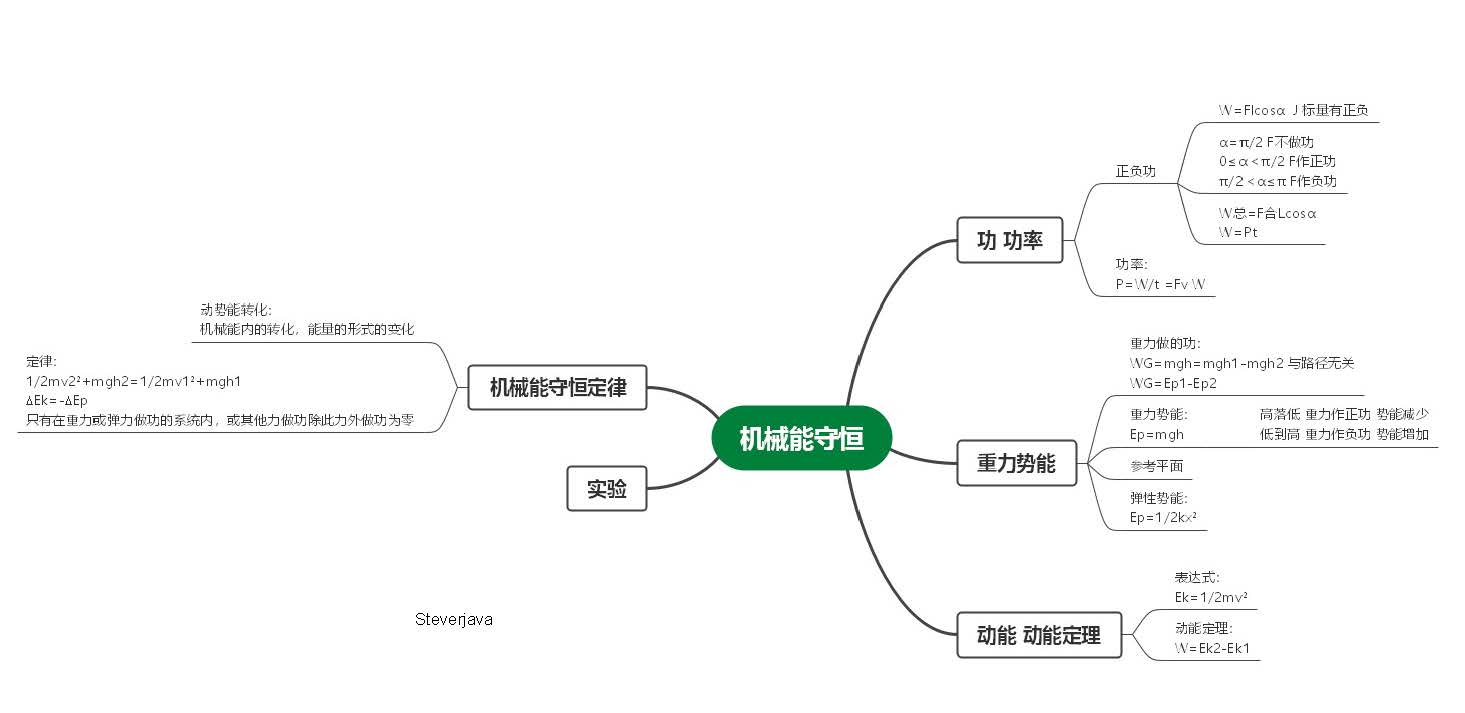 机械能守恒
功 功率
正负功
W=Flcosα J 标量有正负
α=π/2 F不做功
0≤α<π/2 F作正功
π/2<α≤π F作负功
W总=F合Lcosα
W=Pt
功率：
P=W/t =Fv W
重力势能
重力做的功：
WG=mgh=mgh1-mgh2 与路径无关
WG=Ep1-Ep2
重力势能： 高落低 重力作正功 势能减少
Ep=mgh 低到高 重力作负功 势能增加
参考平面
弹性势能：
Ep=1/2kx²
动能 动能定理
表达式：
Ek=1/2mv²
动能定理：
W=Ek2-Ek1
机械能守恒定律
动势能转化：
机械能内的转化，能量的形式的变化
定律：
1/2mv2²+mgh2=1/2mv1²+mgh1
ΔEk=-ΔEp
只有在重力或弹力做功的系统内，或其他力做功除此力外做功为零
实验
Steverjava